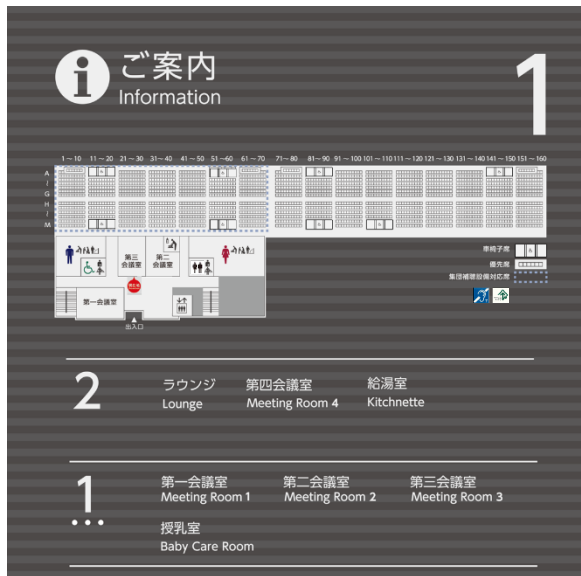 ご案内
Information
1
1～10 11～20 21～30 31～40 41～50 51～60 61～70 71～80 81～90 91～100 101～110 111～120 121～130 131～140 141～150 151～160
A
～
G
H
～
M
第三
会議室
第二
会議室
第一会議室
出入口
車椅子席
優先席
集団補聴設備対応席
2
ラウンジ 第四会議室 給湯室
Lounge Meeting Room 4 Kitchnette
1
第一会議室 第二会議室 第三会議室
Meeting Room 1 Meeting Room 2 Meeting Room 3
授乳室
Baby Care Room